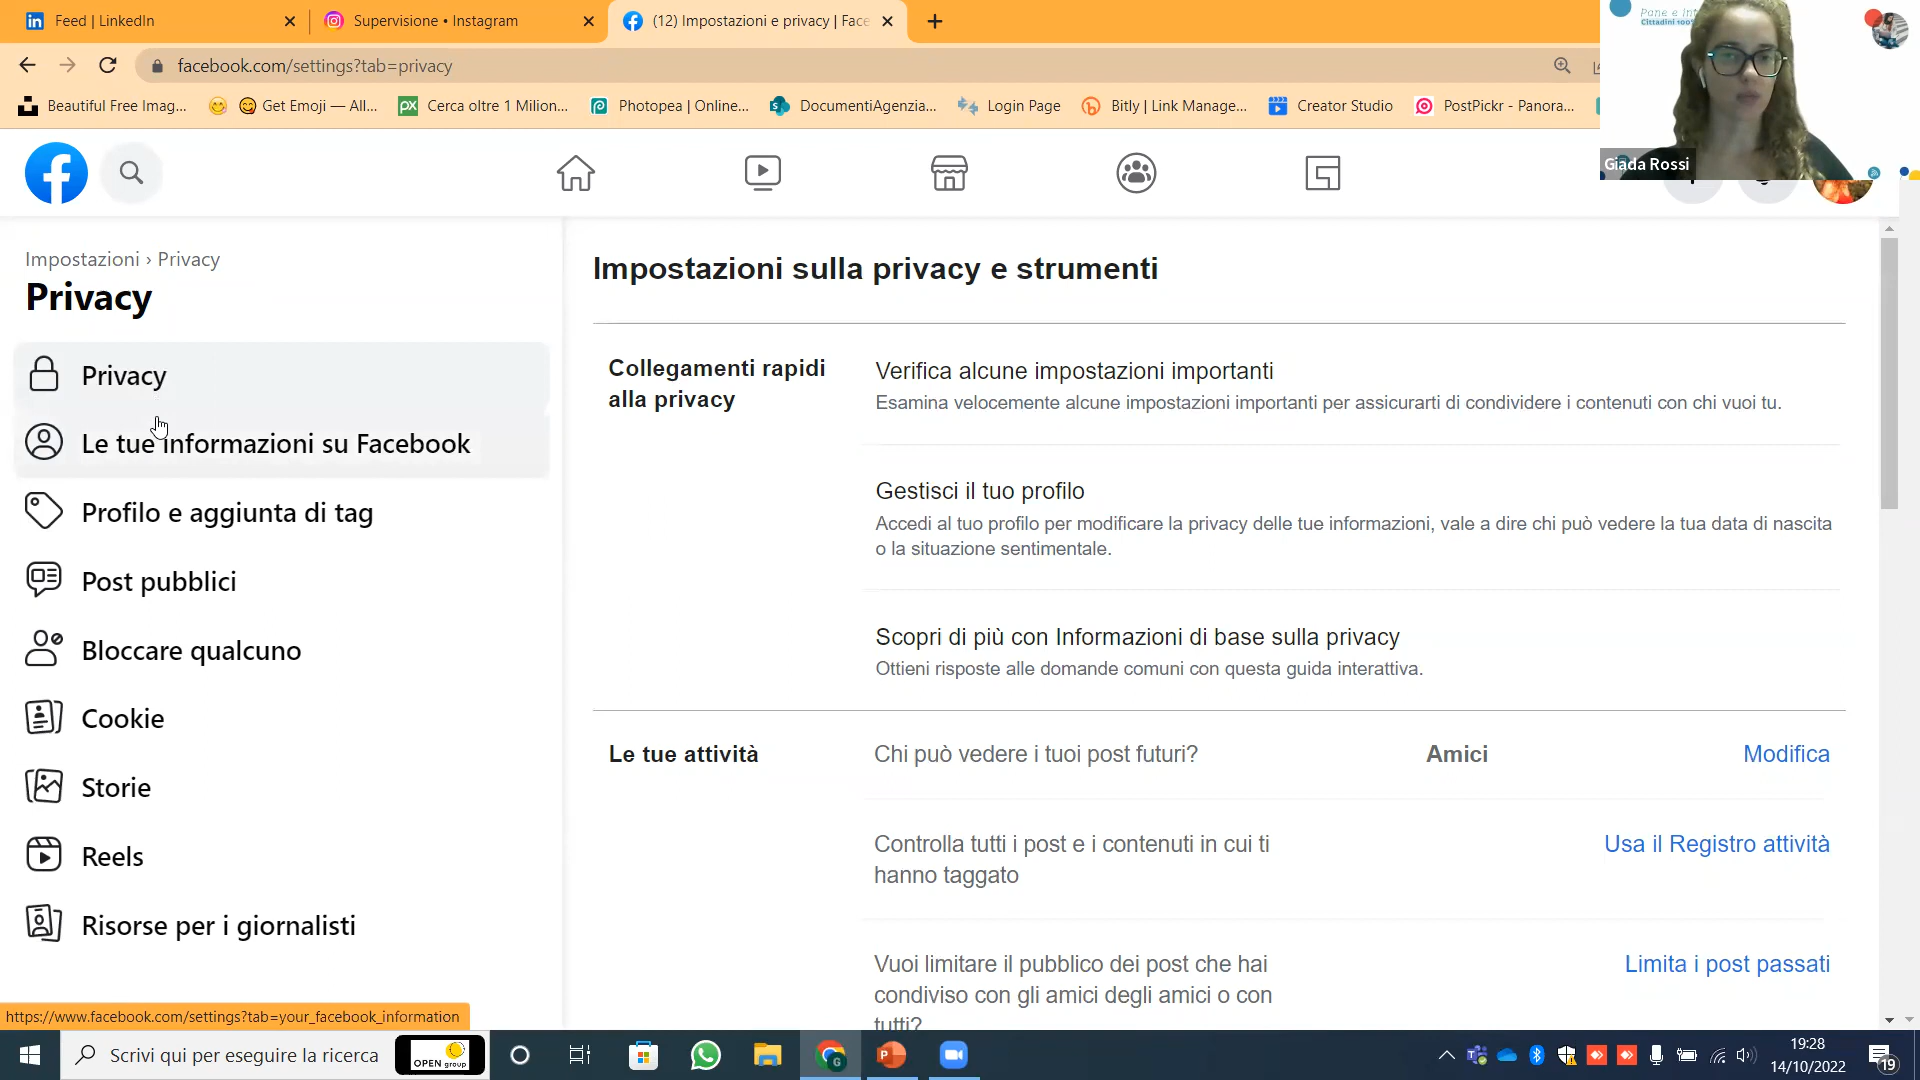 Feed | LinkedIn
Supervisione • Instagram
(12) Impostazioni e privacy | Face
facebook.com/settings?tab=privacy
Beautiful Free Imag...
Get Emoji — All...
Cerca oltre 1 Milion...
Photopea | Online...
DocumentiAgenzia...
Login Page
Bitly | Link Manage...
Creator Studio
PostPickr - Panora...
Pane e Int
Giada Rossi
Impostazioni › Privacy
Privacy
Privacy
Le tue informazioni su Facebook
Profilo e aggiunta di tag
Post pubblici
Bloccare qualcuno
Cookie
Storie
Reels
Risorse per i giornalisti
https://www.facebook.com/settings?tab=your_facebook_information
Impostazioni sulla privacy e strumenti
Collegamenti rapidi
alla privacy
Verifica alcune impostazioni importanti
Esamina velocemente alcune impostazioni importanti per assicurarti di condividere i contenuti con chi vuoi tu.
Gestisci il tuo profilo
Accedi al tuo profilo per modificare la privacy delle tue informazioni, vale a dire chi può vedere la tua data di nascita
o la situazione sentimentale.
Scopri di più con Informazioni di base sulla privacy
Ottieni risposte alle domande comuni con questa guida interattiva.
Le tue attività
Chi può vedere i tuoi post futuri?
Amici
Modifica
Controlla tutti i post e i contenuti in cui ti
hanno taggato
Usa il Registro attività
Vuoi limitare il pubblico dei post che hai
condiviso con gli amici degli amici o con
tutti?
Limita i post passati
Scrivi qui per eseguire la ricerca
OPEN group
19:28
14/10/2022
19